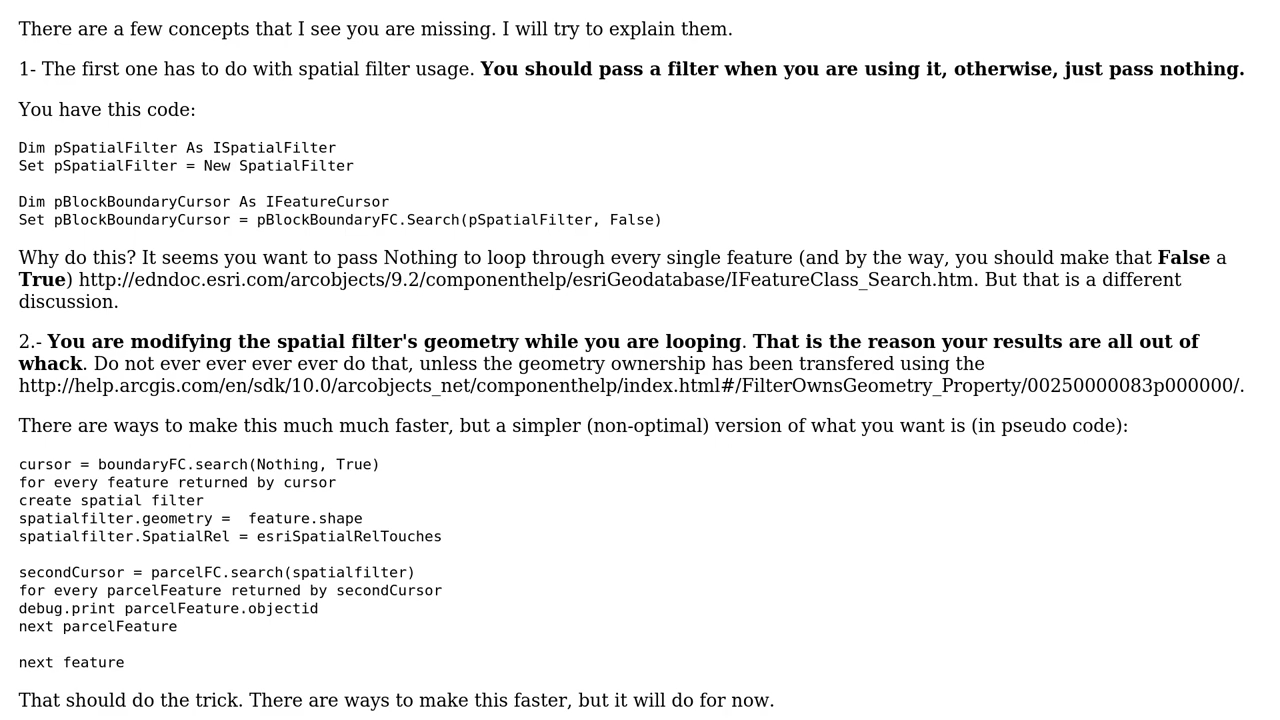 There are a few concepts that I see you are missing. I will try to explain them.
1- The first one has to do with spatial filter usage. You should pass a filter when you are using it, otherwise, just pass nothing.
You have this code:
Dim pSpatialFilter As ISpatialFilter
Set pSpatialFilter = New SpatialFilter
Dim pBlockBoundaryCursor As IFeatureCursor
Set pBlockBoundaryCursor = pBlockBoundaryFC.Search(pSpatialFilter, False)
Why do this? It seems you want to pass Nothing to loop through every single feature (and by the way, you should make that False a
True) http://edndoc.esri.com/arcobjects/9.2/componenthelp/esriGeodatabase/IFeatureClass_Search.htm. But that is a different
discussion.
2.- You are modifying the spatial filter's geometry while you are looping. That is the reason your results are all out of
whack. Do not ever ever ever ever do that, unless the geometry ownership has been transfered using the
http://help.arcgis.com/en/sdk/10.0/arcobjects_net/componenthelp/index.html#/FilterOwnsGeometry_Property/00250000083p000000/.
There are ways to make this much much faster, but a simpler (non-optimal) version of what you want is (in pseudo code):
cursor = boundaryFC.search(Nothing, True)
for every feature returned by cursor
create spatial filter
spatialfilter.geometry =  feature.shape
spatialfilter.SpatialRel = esriSpatialRelTouches
secondCursor = parcelFC.search(spatialfilter)
for every parcelFeature returned by secondCursor
debug.print parcelFeature.objectid
next parcelFeature
next feature
That should do the trick. There are ways to make this faster, but it will do for now.